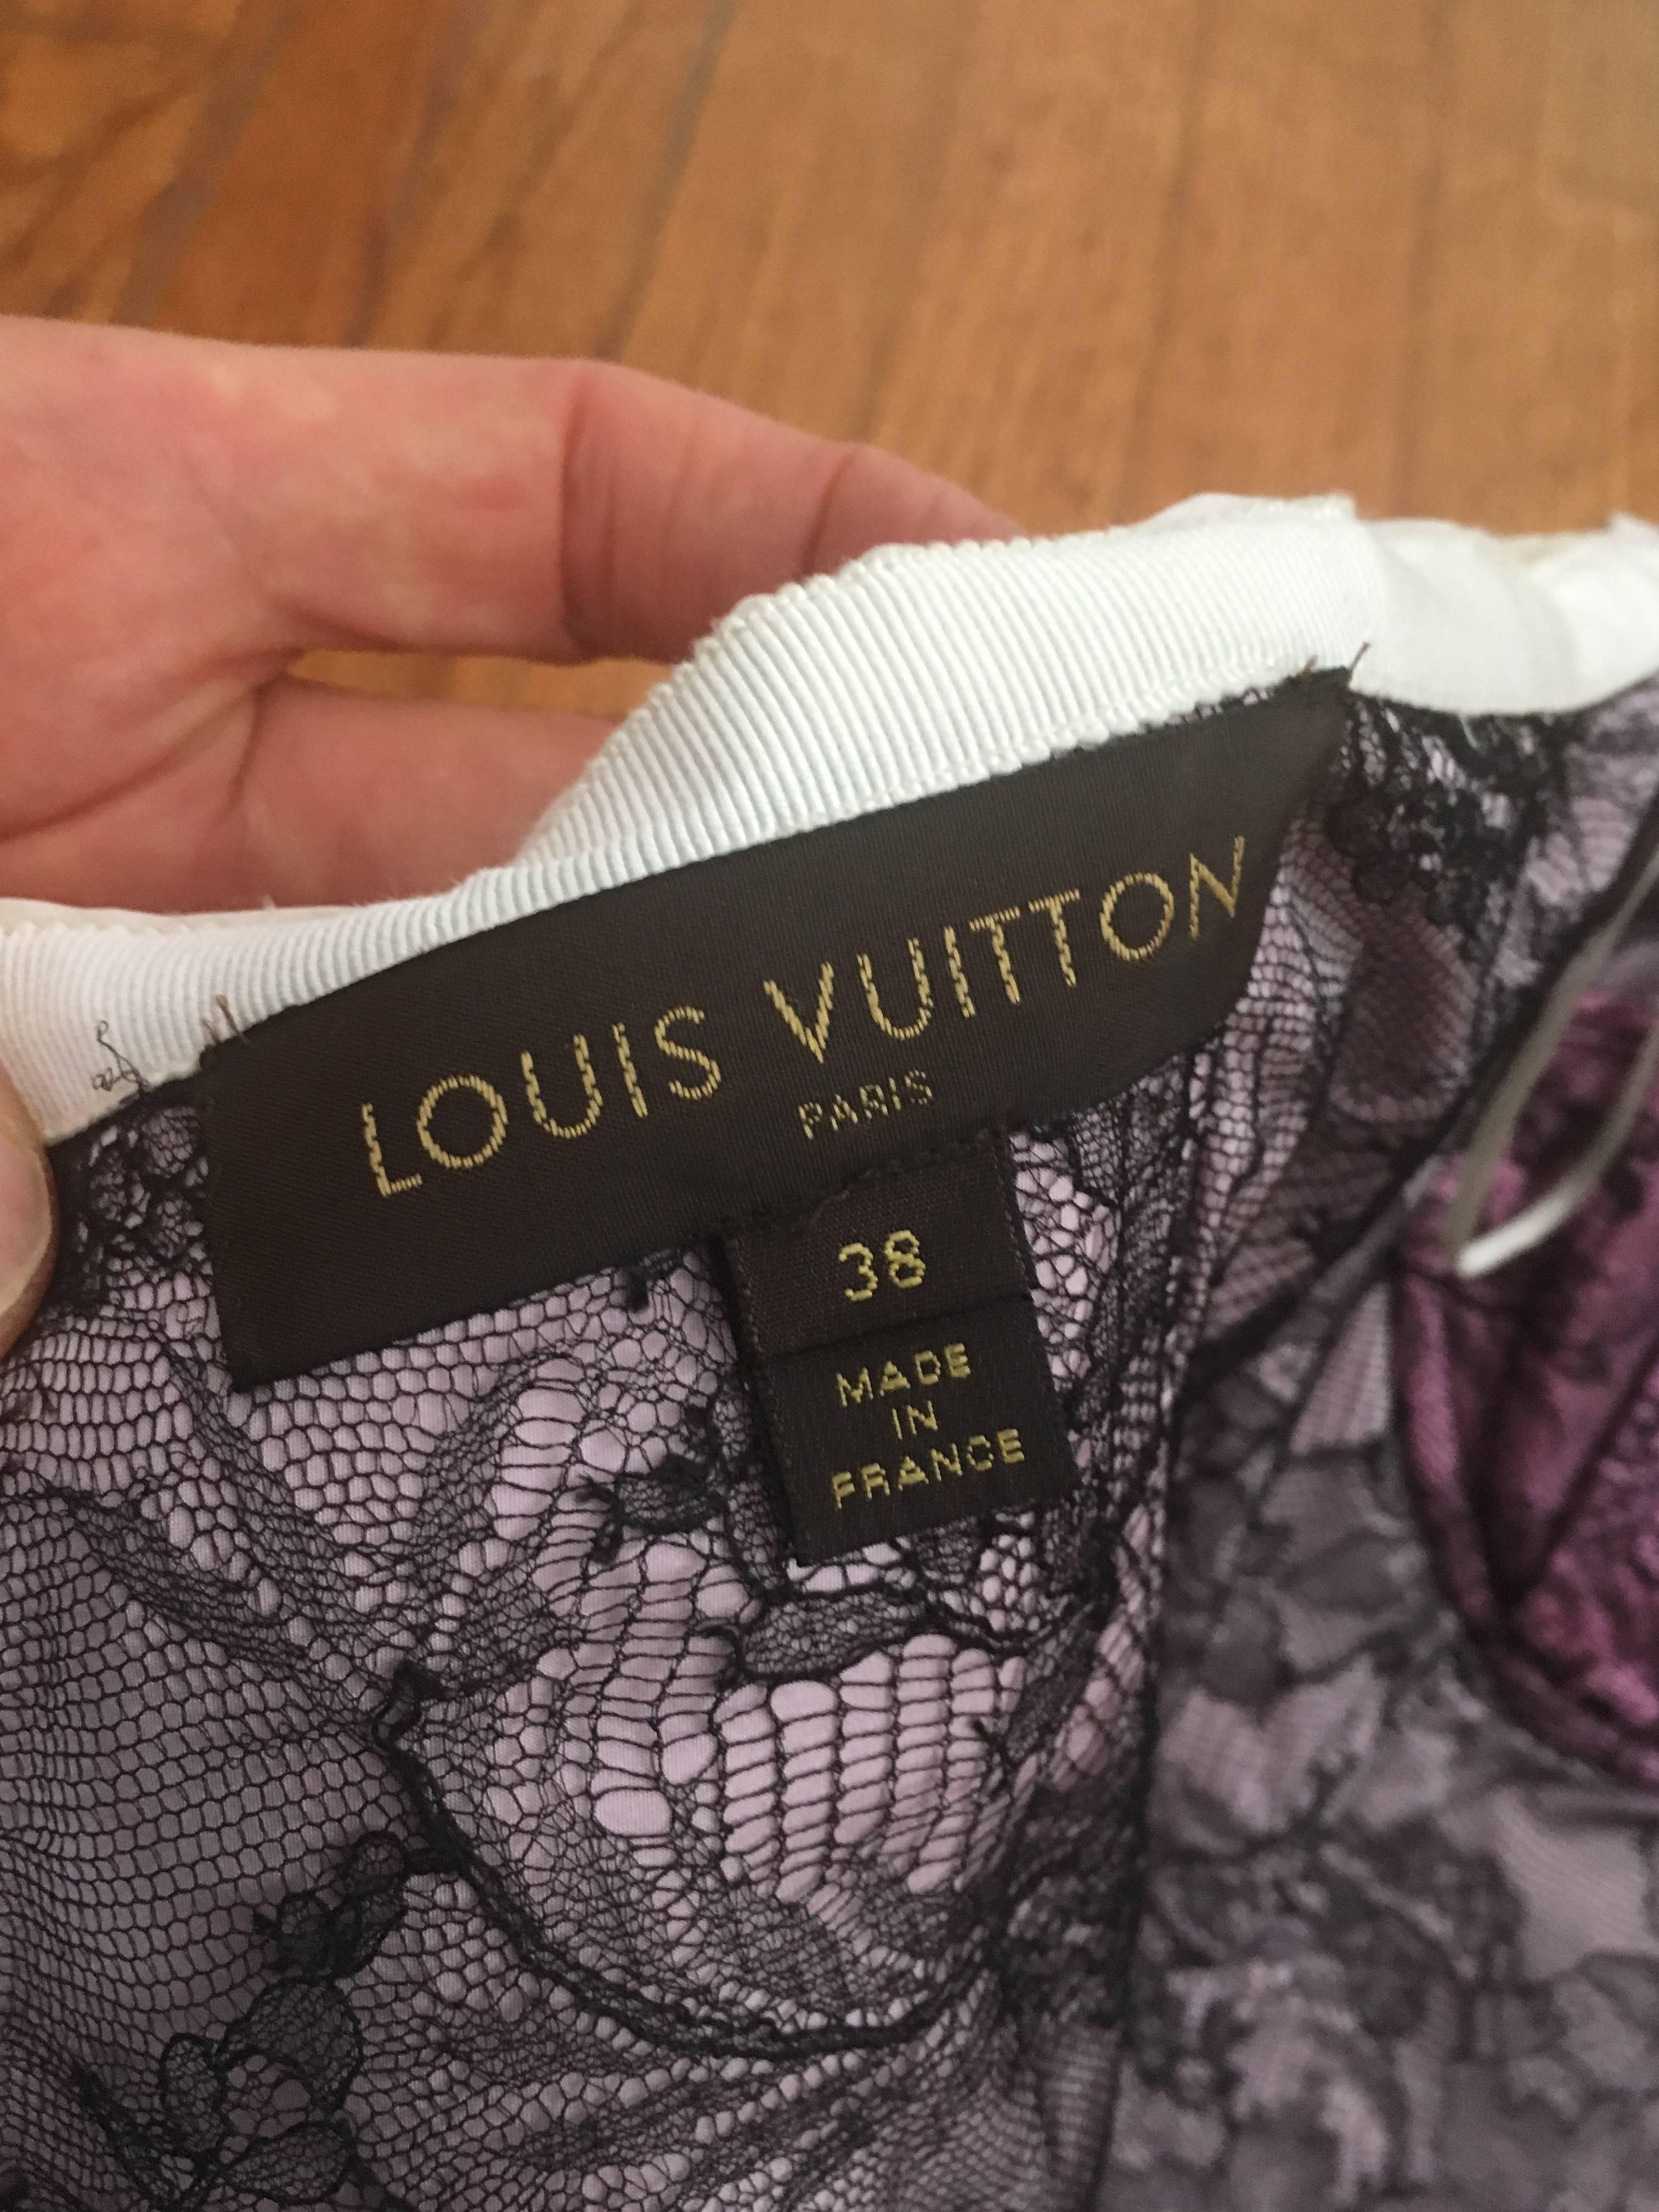 LOUIS VUITTON
PARIS
38
MADE
IN
FRANCE